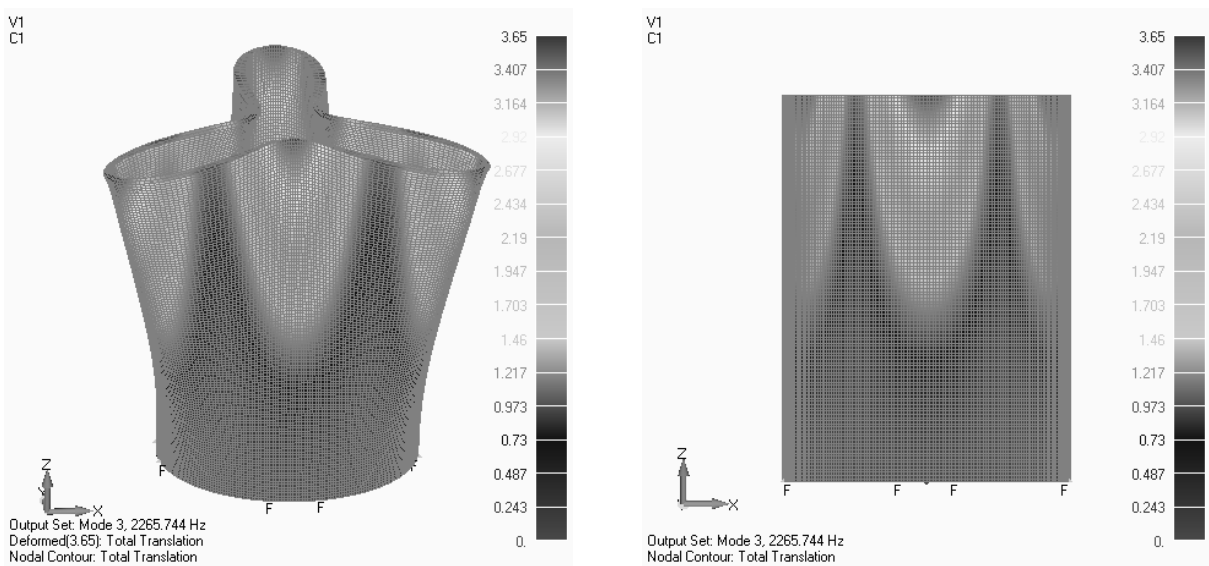 V1
C1
3.65
3.407
3.164
2.92
2.677
2.434
2.19
1.947
1.703
1.46
1.217
0.973
0.73
0.487
0.243
0.
F
F
F
F
Z
Y
X
Output Set: Mode 3, 2265.744 Hz
Deformed(3.65): Total Translation
Nodal Contour: Total Translation
V1
C1
3.65
3.407
3.164
2.92
2.677
2.434
2.19
1.947
1.703
1.46
1.217
0.973
0.73
0.487
0.243
0.
F
F
F
F
Z
X
Output Set: Mode 3, 2265.744 Hz
Nodal Contour: Total Translation